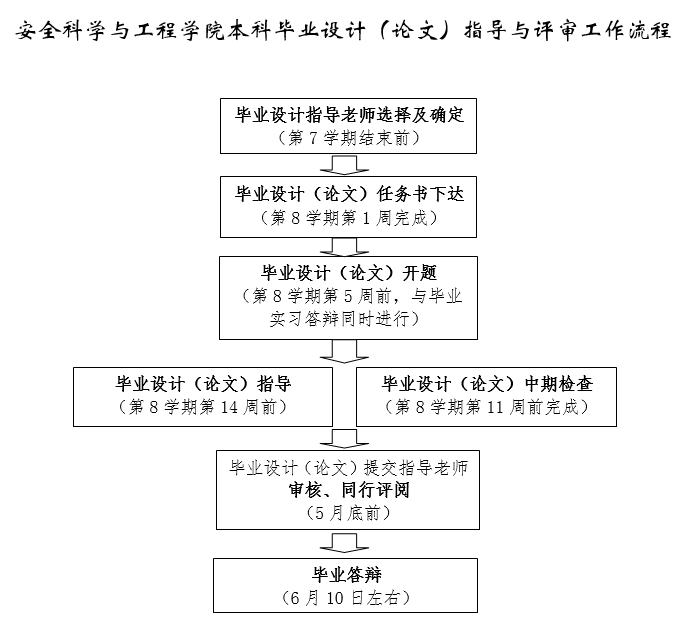 安全科学与工程学院本科毕业设计（论文）指导与评审工作流程
毕业设计指导老师选择及确定
（第7学期结束前）
毕业设计（论文）任务书下达
（第8学期第1周完成）
毕业设计（论文）开题
（第8学期第5周前，与毕业
实习答辩同时进行）
毕业设计（论文）指导
（第8学期第14周前）
毕业设计（论文）中期检查
（第8学期第11周前完成）
毕业设计（论文）提交指导老师
审核、同行评阅
（5月底前）
毕业答辩
（6月10日左右）